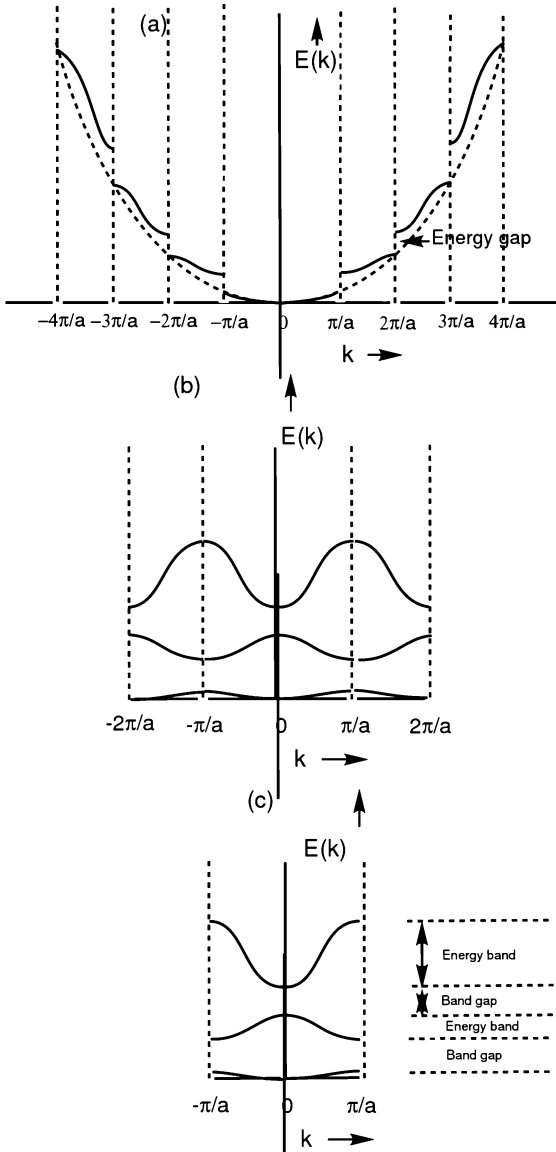 (a)
E(k)
Energy gap
−4π/a −3π/a −2π/a −π/a 0 π/a 2π/a 3π/a 4π/a
k
(b)
E(k)
-2π/a -π/a 0 π/a 2π/a
k
(c)
E(k)
Energy band
Band gap
Energy band
Band gap
-π/a 0 π/a
k